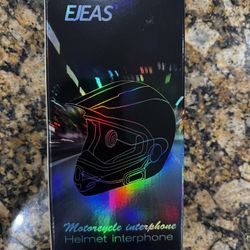 EJEAS
Motorcycle interphone
Helmet interphone